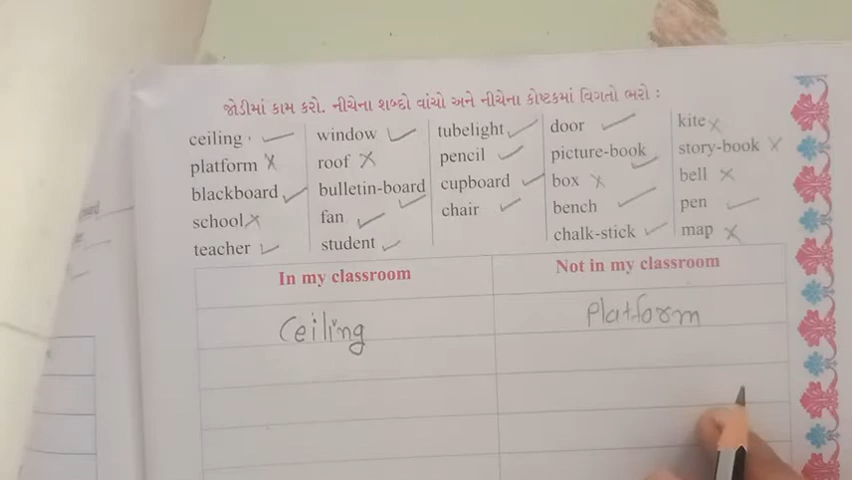 જોડીમાં કામ કરો. નીચેના શબ્દો વાંચો અને નીચેના કોષ્ટકમાં વિગતો ભરો :
ceiling window tubelight door kite
platform roof pencil picture-book story-book
blackboard bulletin-board cupboard box bell
school fan chair bench pen
teacher student chalk-stick map
In my classroom Not in my classroom
Ceiling Platform